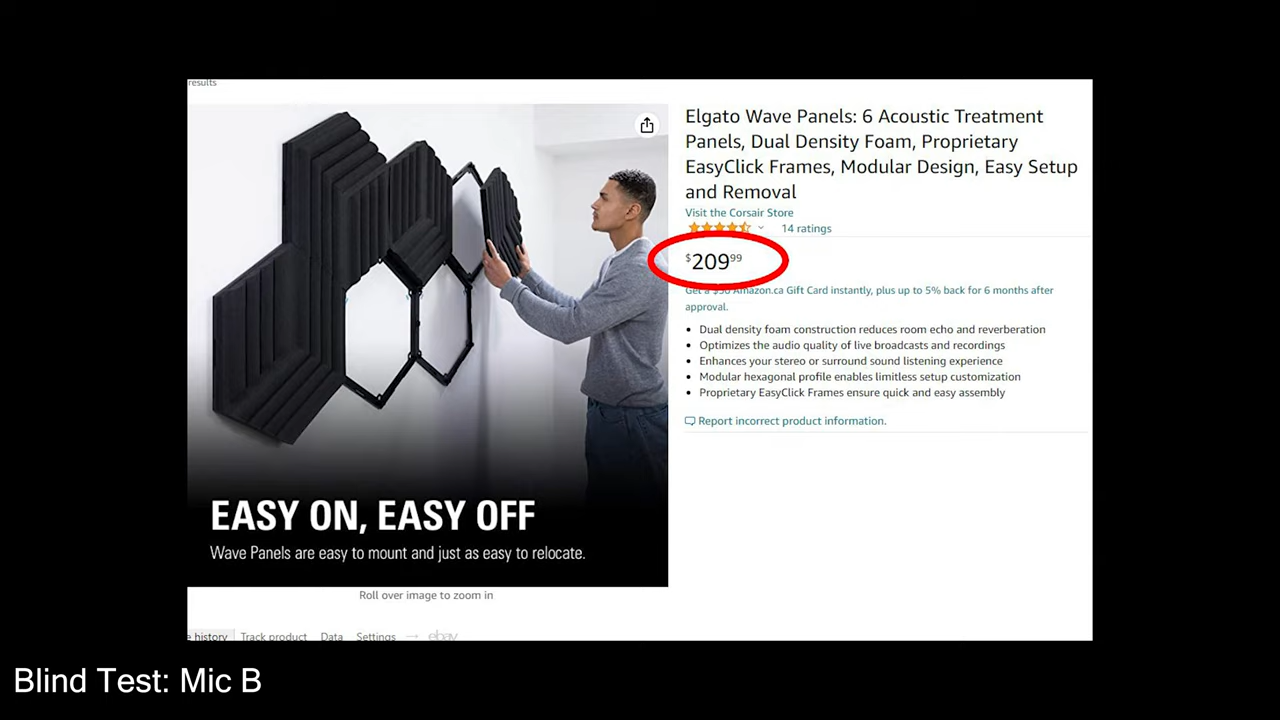 results
Elgato Wave Panels: 6 Acoustic Treatment
Panels, Dual Density Foam, Proprietary
EasyClick Frames, Modular Design, Easy Setup
and Removal
Visit the Corsair Store
14 ratings
$209 99
Get a $50 Amazon.ca Gift Card instantly, plus up to 5% back for 6 months after
approval.
• Dual density foam construction reduces room echo and reverberation
• Optimizes the audio quality of live broadcasts and recordings
• Enhances your stereo or surround sound listening experience
• Modular hexagonal profile enables limitless setup customization
• Proprietary EasyClick Frames ensure quick and easy assembly
Report incorrect product information.
EASY ON, EASY OFF
Wave Panels are easy to mount and just as easy to relocate.
Roll over image to zoom in
e history Track product Data Settings → ebay
Blind Test: Mic B